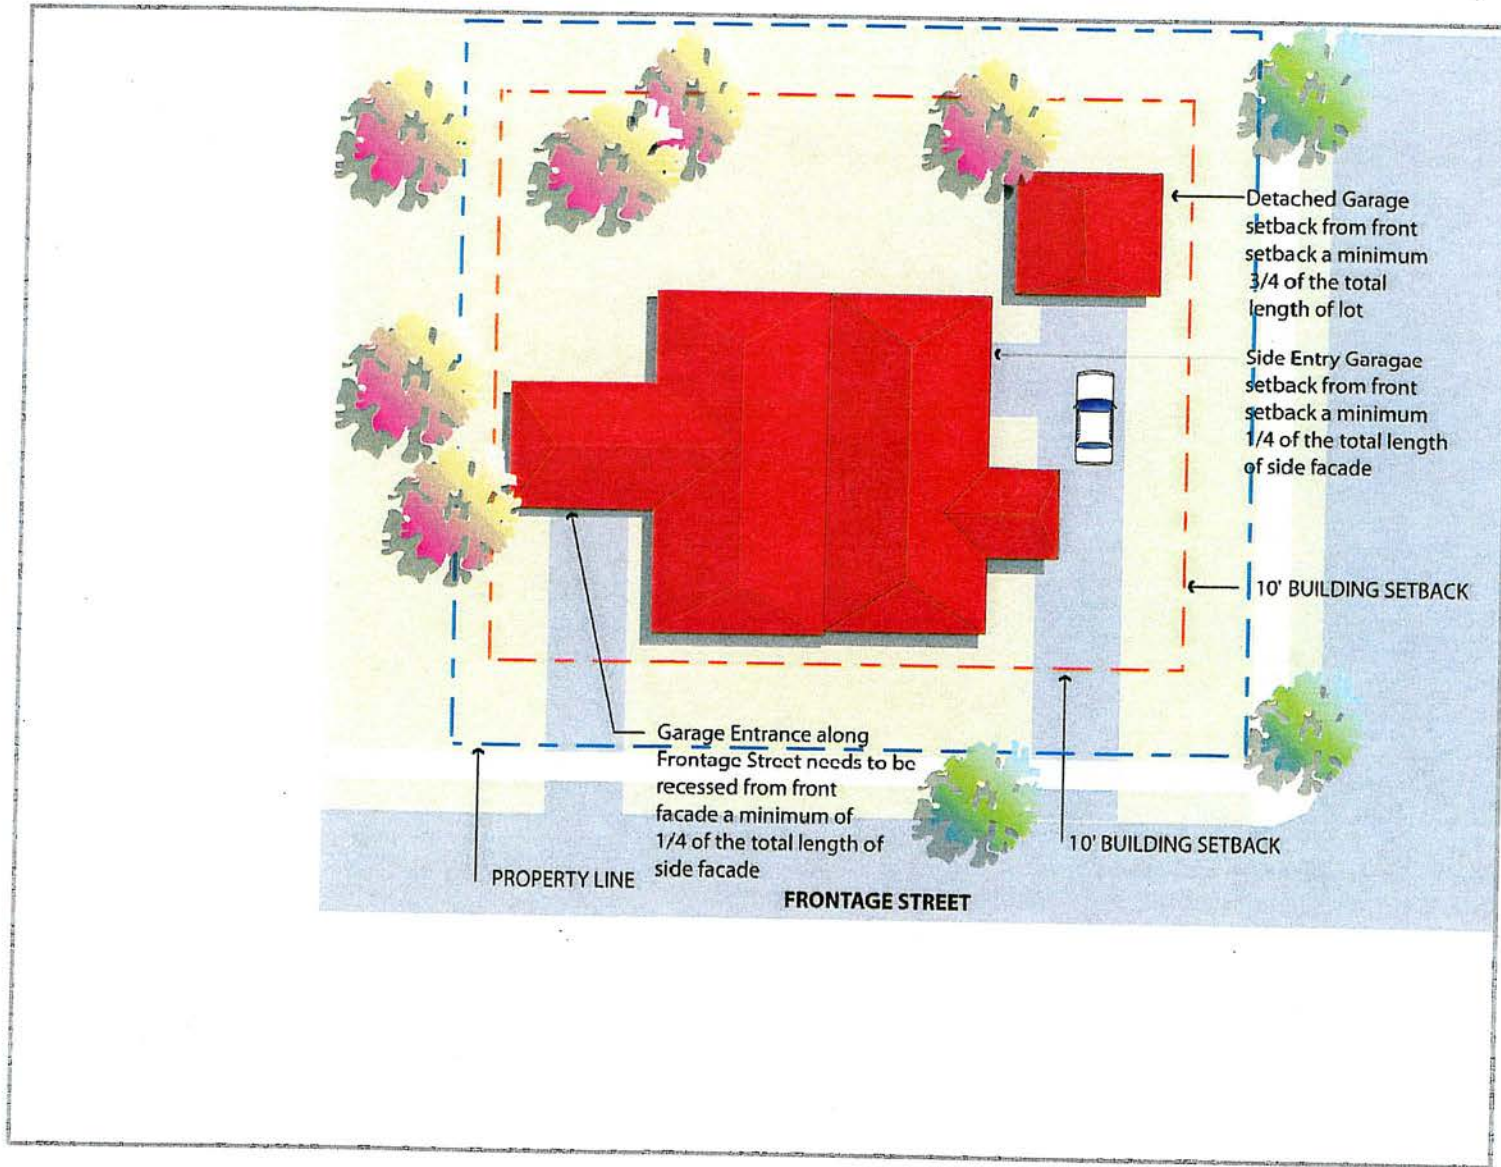 Detached Garage
setback from front
setback a minimum
3/4 of the total
length of lot
Side Entry Garagae
setback from front
setback a minimum
1/4 of the total length
of side facade
10' BUILDING SETBACK
Garage Entrance along
Frontage Street needs to be
recessed from front
facade a minimum of
1/4 of the total length of
side facade
10' BUILDING SETBACK
PROPERTY LINE
FRONTAGE STREET